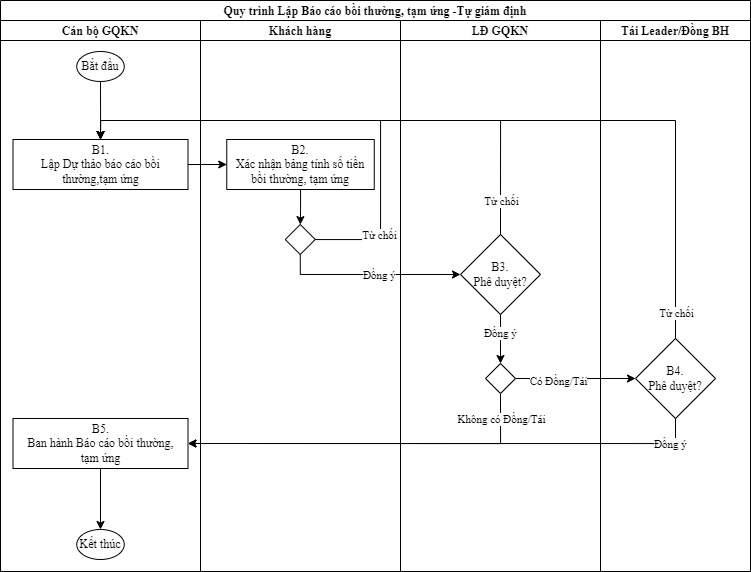 Quy trình Lập Báo cáo bồi thường, tạm ứng -Tự giám định
Cán bộ GQKN
Khách hàng
LĐ GQKN
Tái Leader/Đồng BH
Bắt đầu
B1.
Lập Dự thảo báo cáo bồi
thường,tạm ứng
B2.
Xác nhận bảng tính số tiền
bồi thường, tạm ứng
Từ chối
Từ chối
Đồng ý
B3.
Phê duyệt?
Từ chối
Đồng ý
Có Đồng/Tái
B4.
Phê duyệt?
Không có Đồng/Tái
Đồng ý
B5.
Ban hành Báo cáo bồi thường,
tạm ứng
Kết thúc